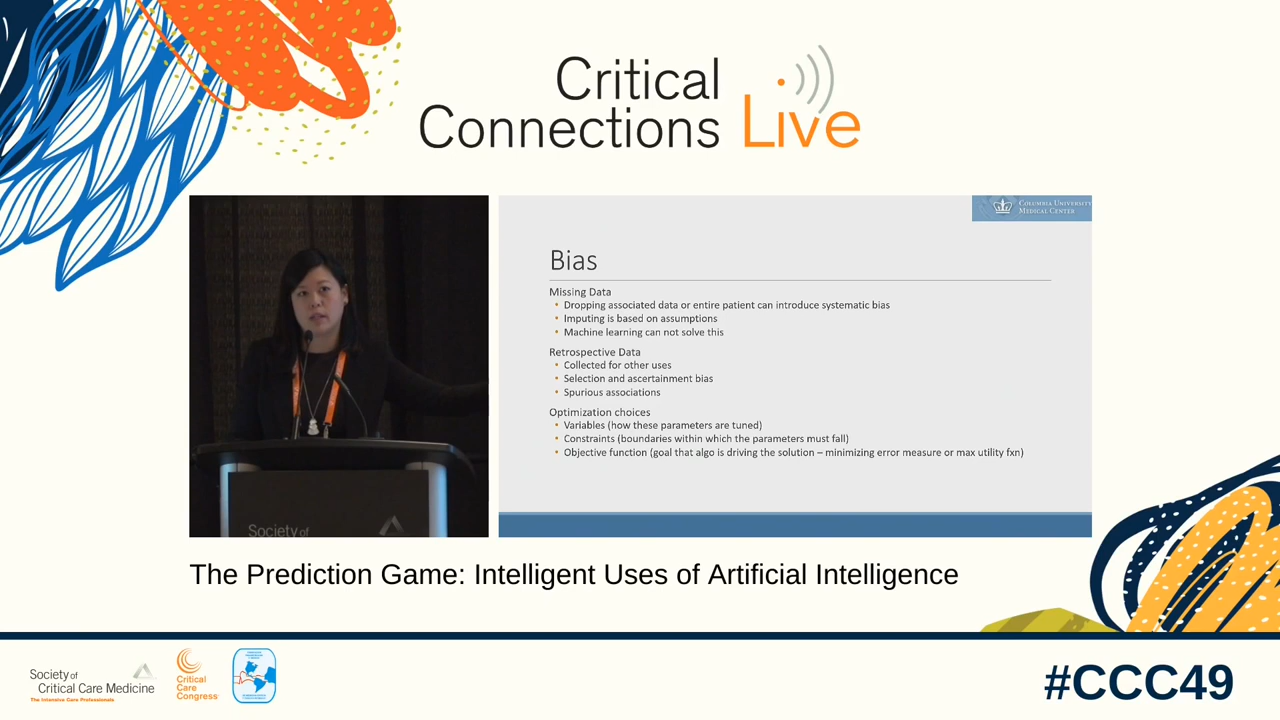 Critical
Connections Live
COLUMBIA UNIVERSITY
MEDICAL CENTER
Bias
Missing Data
• Dropping associated data or entire patient can introduce systematic bias
• Imputing is based on assumptions
• Machine learning can not solve this
Retrospective Data
• Collected for other uses
• Selection and ascertainment bias
• Spurious associations
Optimization choices
• Variables (how these parameters are tuned)
• Constraints (boundaries within which the parameters must fall)
• Objective function (goal that algo is driving the solution – minimizing error measure or max utility fxn)
Society of
The Prediction Game: Intelligent Uses of Artificial Intelligence
Society of
Critical Care Medicine
The Intensive Care Professionals
Critical
Care
Congress
#CCC49